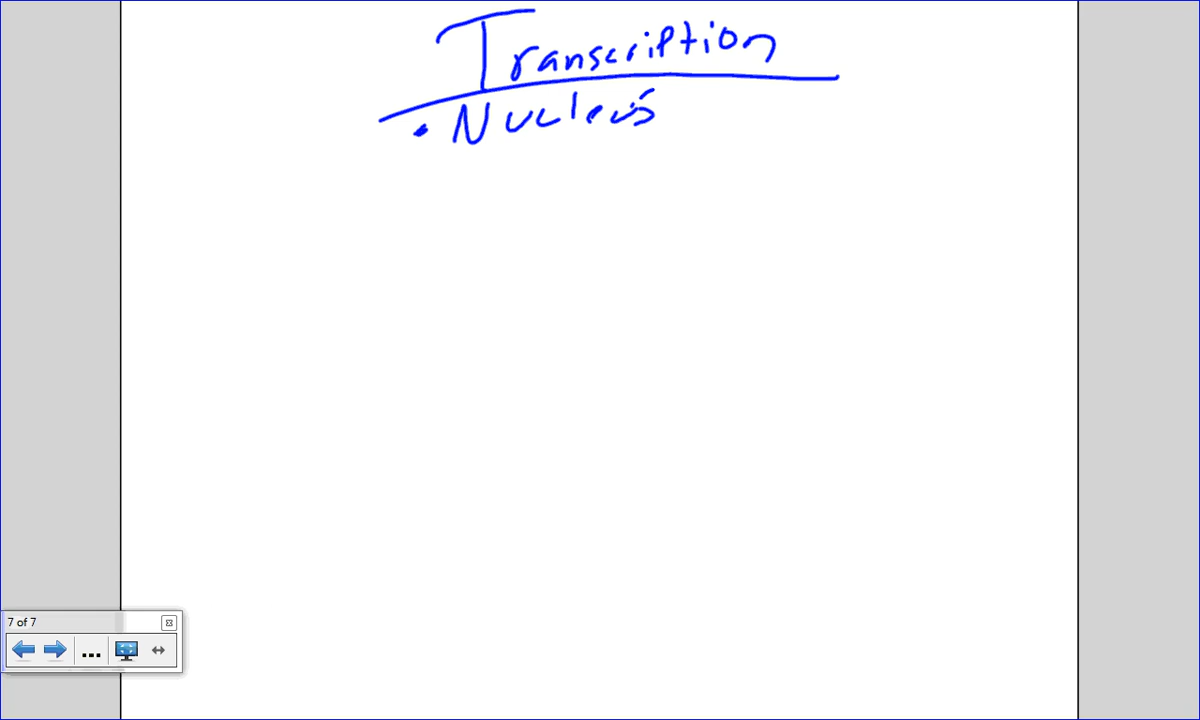 Transcription
• Nucleus
7 of 7
...